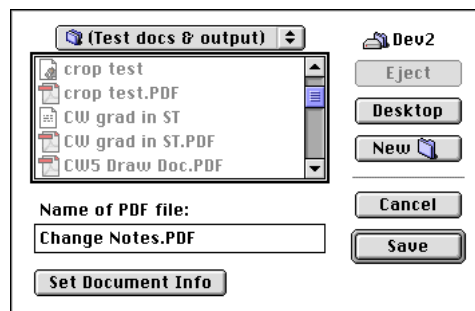 (Test docs & output)
crop test
crop test.PDF
CW grad in ST
CW grad in ST.PDF
CW5 Draw Doc.PDF
Name of PDF file:
Change Notes.PDF
Set Document Info
Dev2
Eject
Desktop
New
Cancel
Save